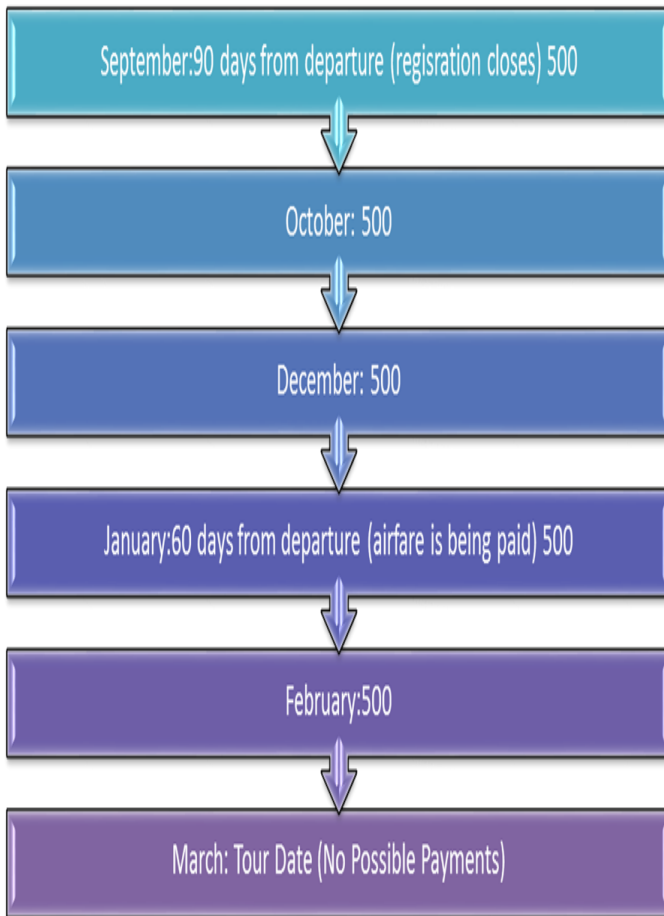 September:90 days from departure (regisration closes) 500
October: 500
December: 500
January:60 days from departure (airfare is being paid) 500
February:500
March: Tour Date (No Possible Payments)